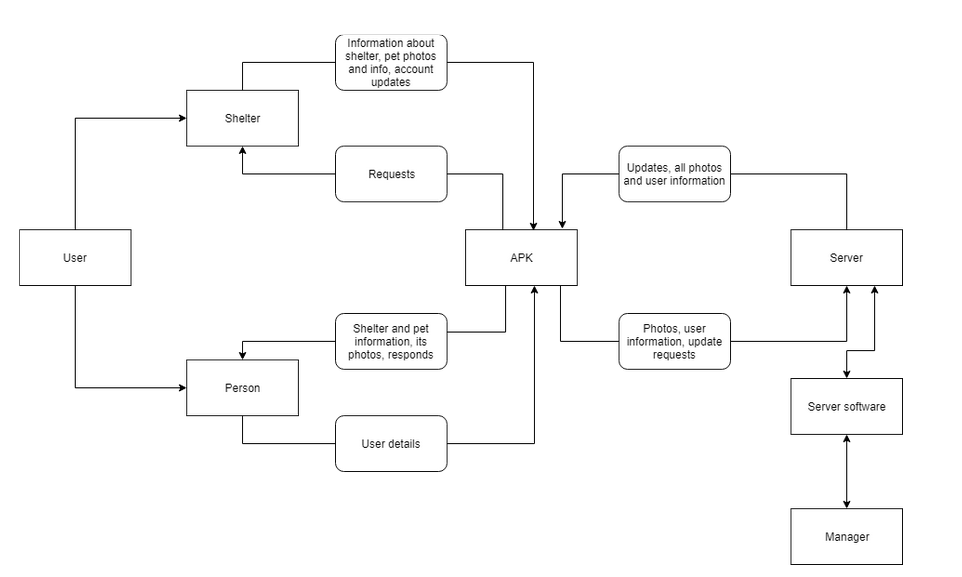 Information about
shelter, pet photos
and info, account
updates
Shelter
Requests
Updates, all photos
and user information
User
APK
Server
Shelter and pet
information, its
photos, responds
Photos, user
information, update
requests
Person
Server software
User details
Manager